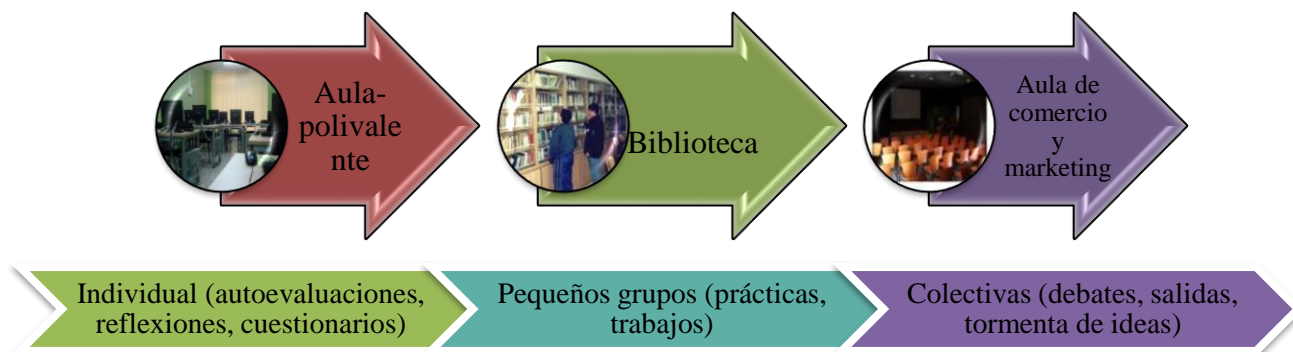 Aula-
polivale
nte
Biblioteca
Aula de
comercio
y
marketing
Individual (autoevaluaciones,
reflexiones, cuestionarios)
Pequeños grupos (prácticas,
trabajos)
Colectivas (debates, salidas,
tormenta de ideas)